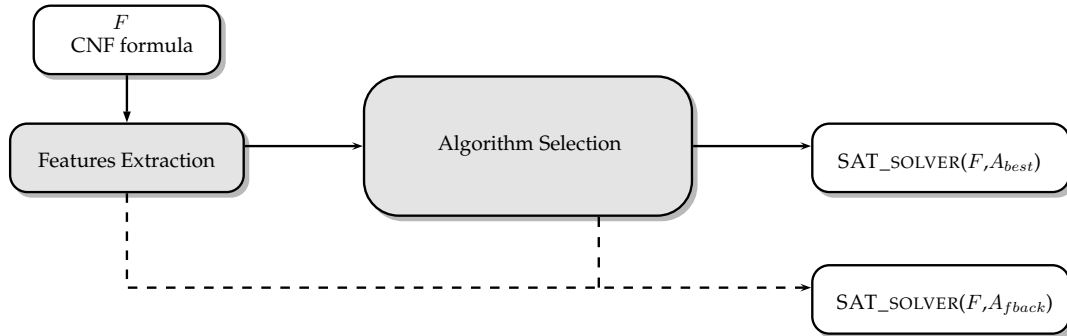 F
CNF formula
Features Extraction
Algorithm Selection
SAT_SOLVER(F,A_best)
SAT_SOLVER(F,A_fback)